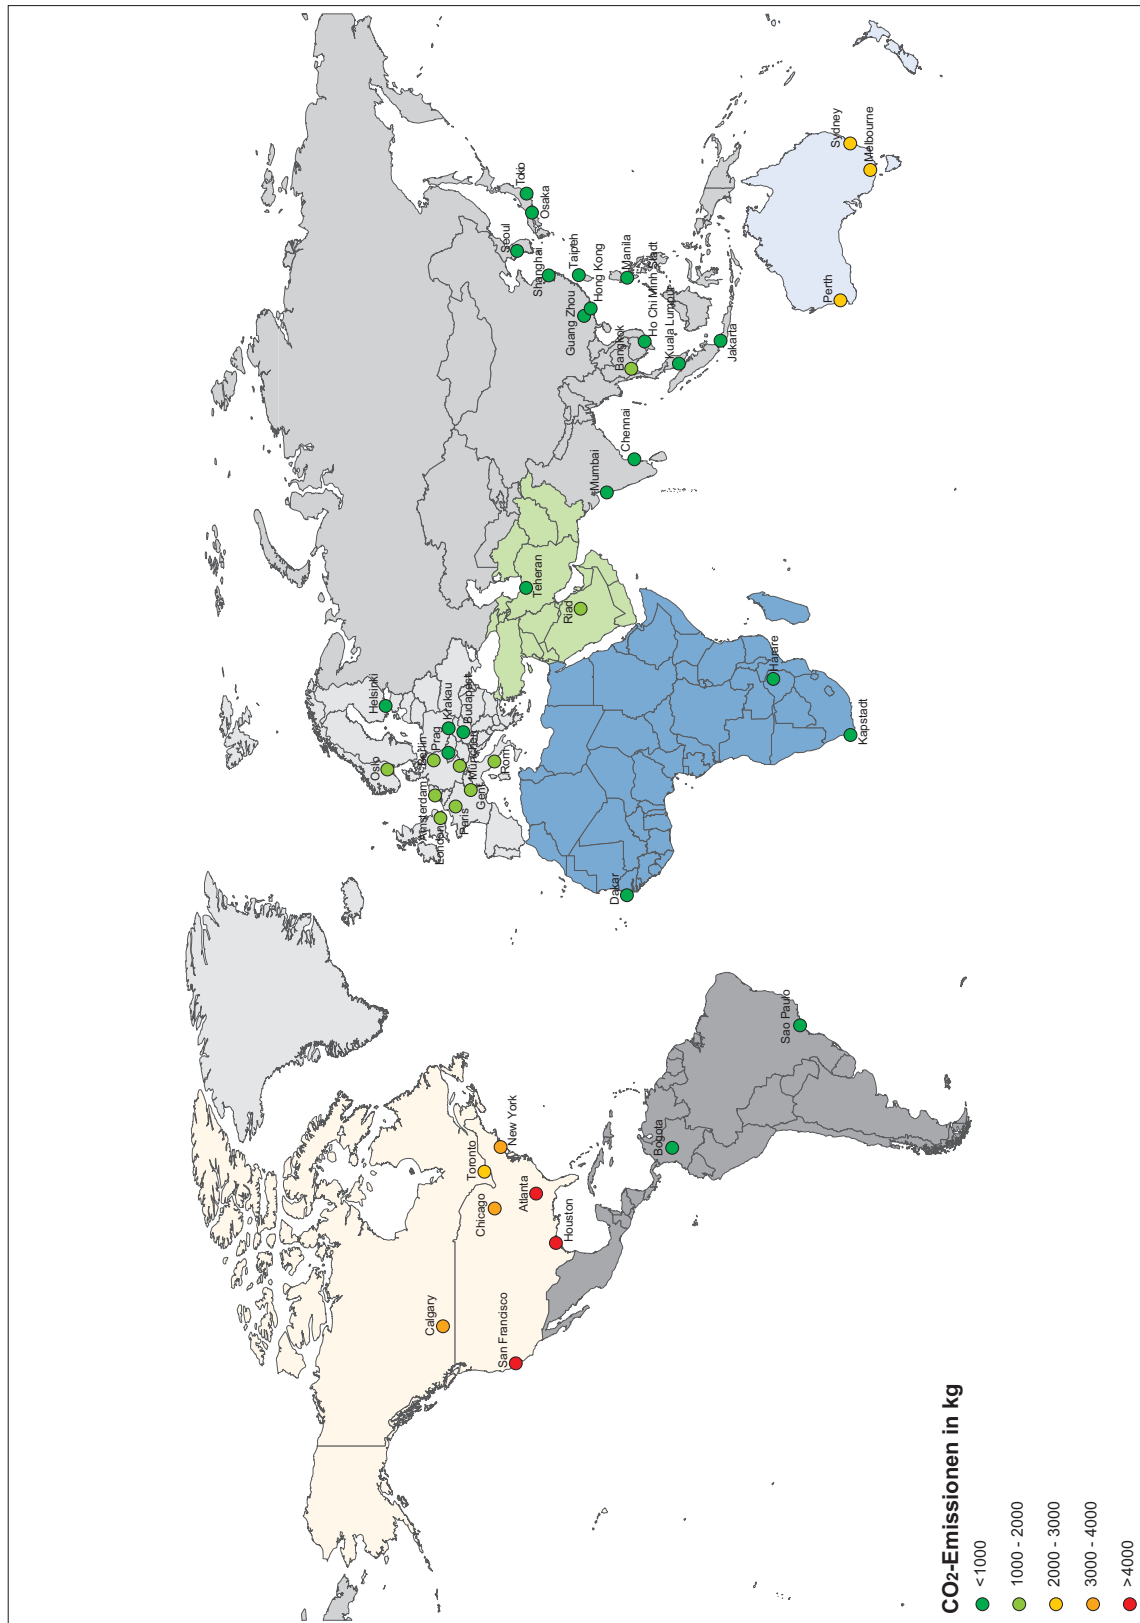 Calgary
San Francisco
Chicago
Toronto
New York
Atlanta
Houston
Bogota
Sao Paulo
Oslo
Helsinki
Amsterdam
Berlin
London
Prag
Krakau
Paris
München
Budapest
Gent
Rom
Teheran
Riad
Dakar
Harare
Kapstadt
Mumbai
Chennai
Seoul
Tokio
Osaka
Shanghai
Taipeh
Guang Zhou
Hong Kong
Bangkok
Manila
Ho Chi Minh Stadt
Kuala Lumpur
Jakarta
Perth
Sydney
Melbourne
CO2-Emissionen in kg
<1000
1000 - 2000
2000 - 3000
3000 - 4000
>4000